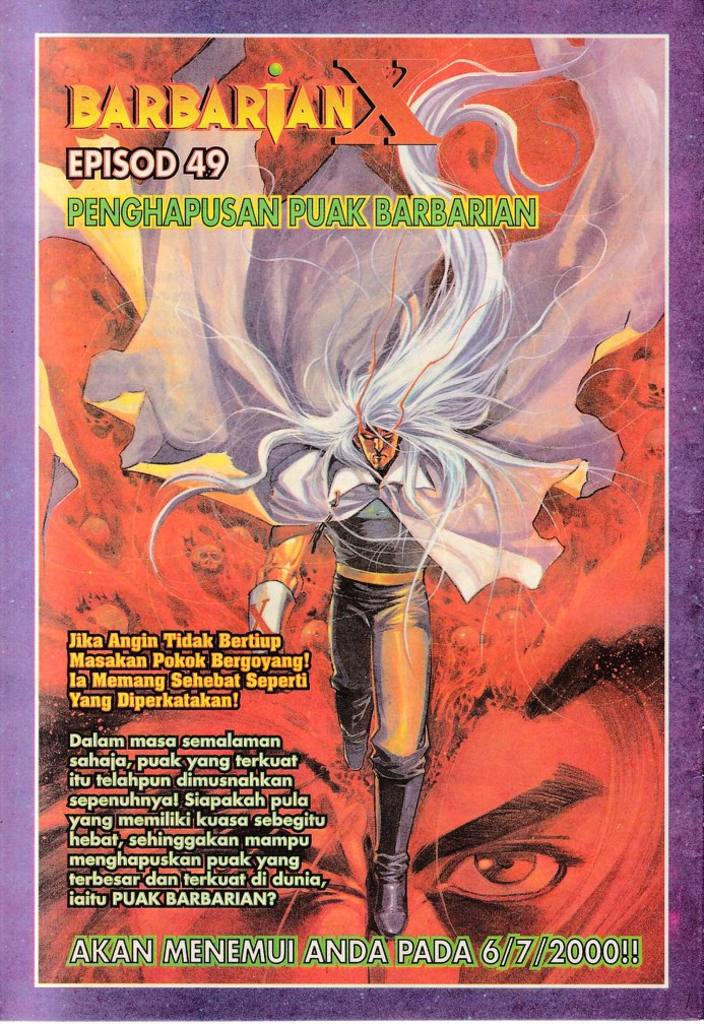 BARBARIAN X
EPISOD 49
PENGHAPUSAN PUAK BARBARIAN
Jika Angin Tidak Bertiup
Masakan Pokok Bergoyang!
Ia Memang Sehebat Seperti
Yang Diperkatakan!
Dalam masa semalaman
sahaja, puak yang terkuat
itu telahpun dimusnahkan
sepenuhnya! Siapakah pula
yang memiliki kuasa sebegitu
hebat, sehinggakan mampu
menghapuskan puak yang
terbesar dan terkuat di dunia,
iaitu PUAK BARBARIAN?
AKAN MENEMUI ANDA PADA 6/7/2000!!